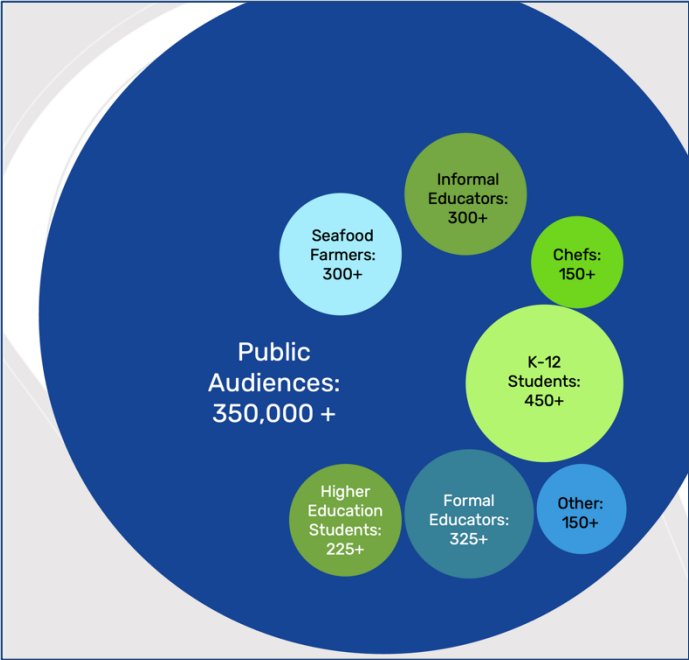 Informal
Educators:
300+
Seafood
Farmers:
300+
Chefs:
150+
Public
Audiences:
350,000 +
K-12
Students:
450+
Higher
Education
Students:
225+
Formal
Educators:
325+
Other:
150+